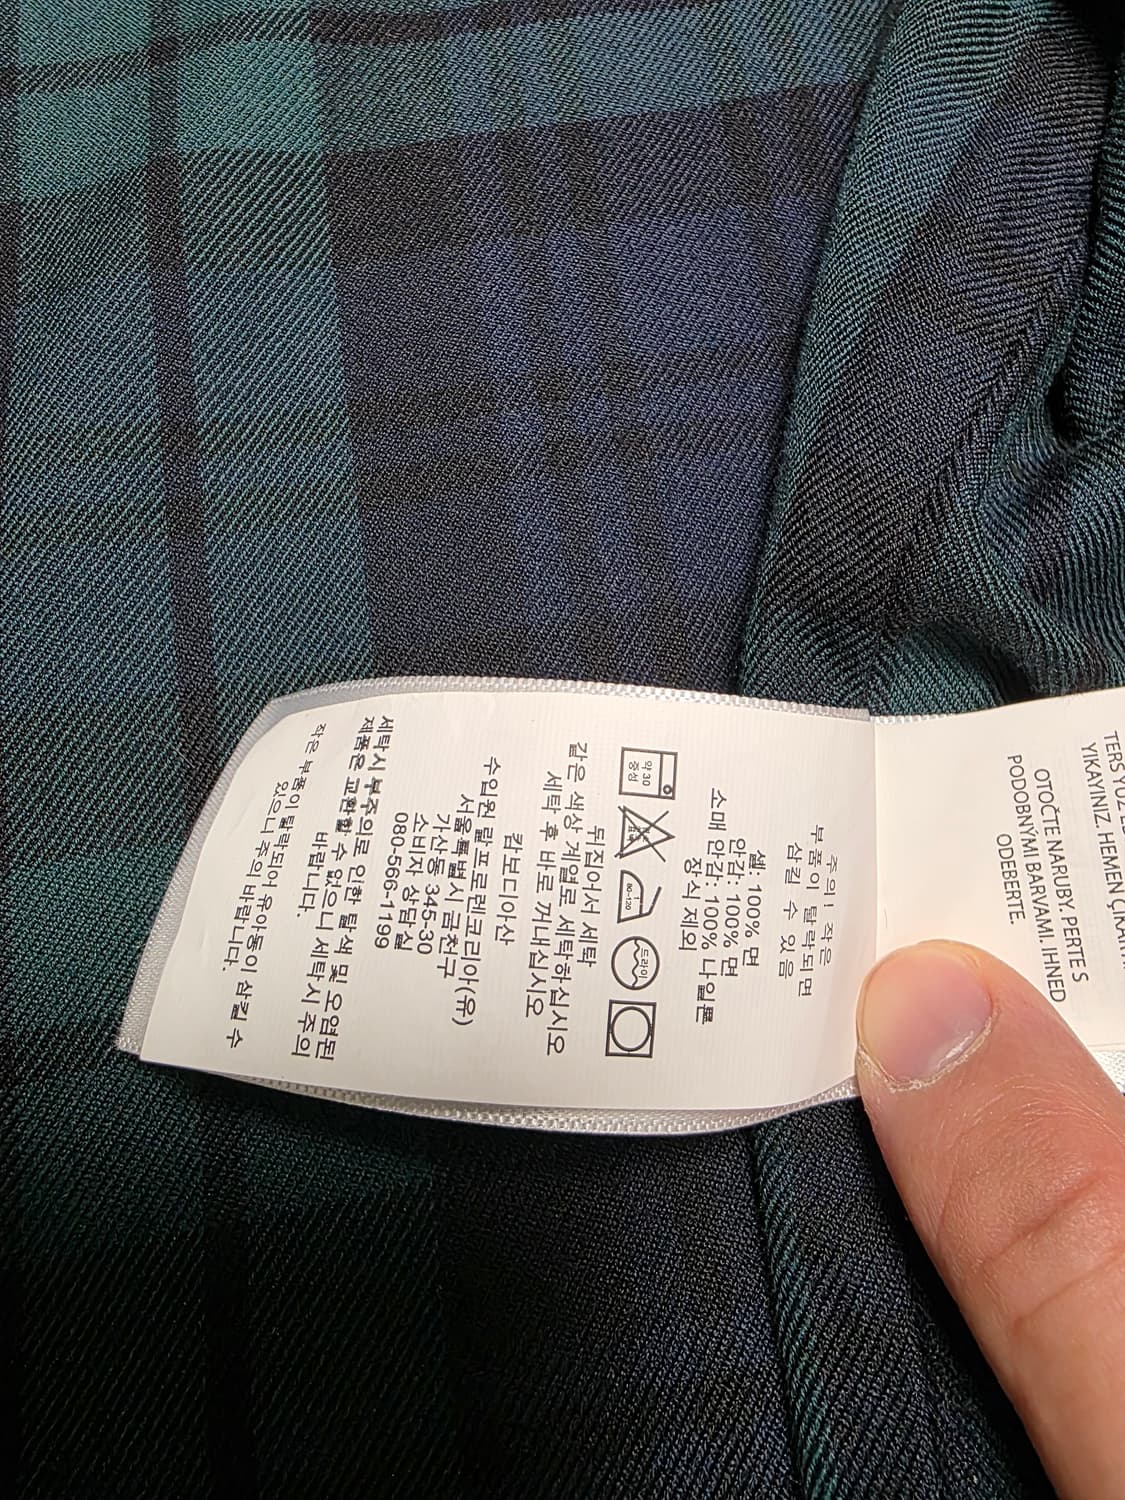 TERS YÜZ E
YIKAYINIZ. HEMEN ÇIKAR
OTOČTE NARUBY. PERTE S
PODOBNÝMI BARVAMI. IHNED
ODEBERTE.
주의! 작은
부품이 탈락되면
삼킬 수 있음
쉘: 100% 면
안감: 100% 면
소매 안감: 100% 나일론
장식 제외
약 30
중성
80-120
드라이
뒤집어서 세탁
같은 색상 계열로 세탁하십시오
세탁 후 바로 꺼내십시오
캄보디아산
수입원 랄프로렌코리아(유)
서울특별시 금천구
가산동 345-30
소비자 상담실
080-566-1199
세탁시 부주의로 인한 탈색 및 오염된
제품은 교환할 수 없으니 세탁시 주의
바랍니다.
작은 부품이 탈락되어 유아동이 삼킬 수
있으니 주의 바랍니다.